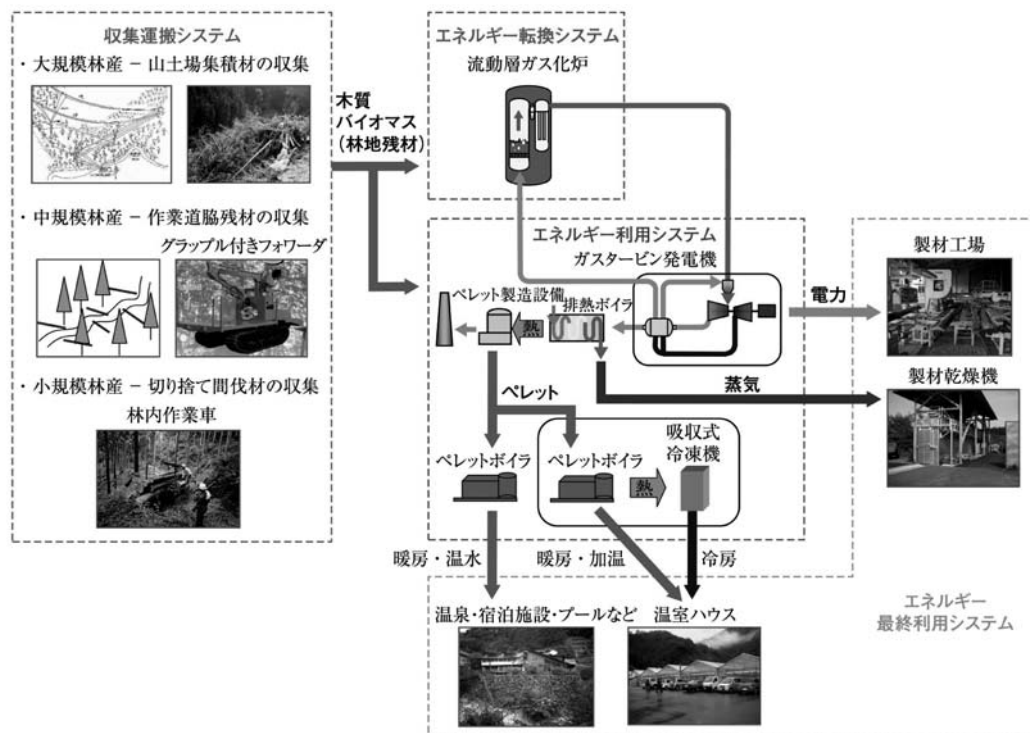 収集運搬システム
・大規模林産 − 山土場集積材の収集
・中規模林産 − 作業道脇残材の収集
グラップル付きフォワーダ
・小規模林産 − 切り捨て間伐材の収集
林内作業車
木質
バイオマス
（林地残材）
エネルギー転換システム
流動層ガス化炉
エネルギー利用システム
ガスタービン発電機
ペレット製造設備
排熱ボイラ
熱
ペレット
蒸気
電力
ペレットボイラ
ペレットボイラ
熱
吸収式
冷凍機
暖房・温水
暖房・加温
冷房
製材工場
製材乾燥機
温泉・宿泊施設・プールなど
温室ハウス
エネルギー
最終利用システム